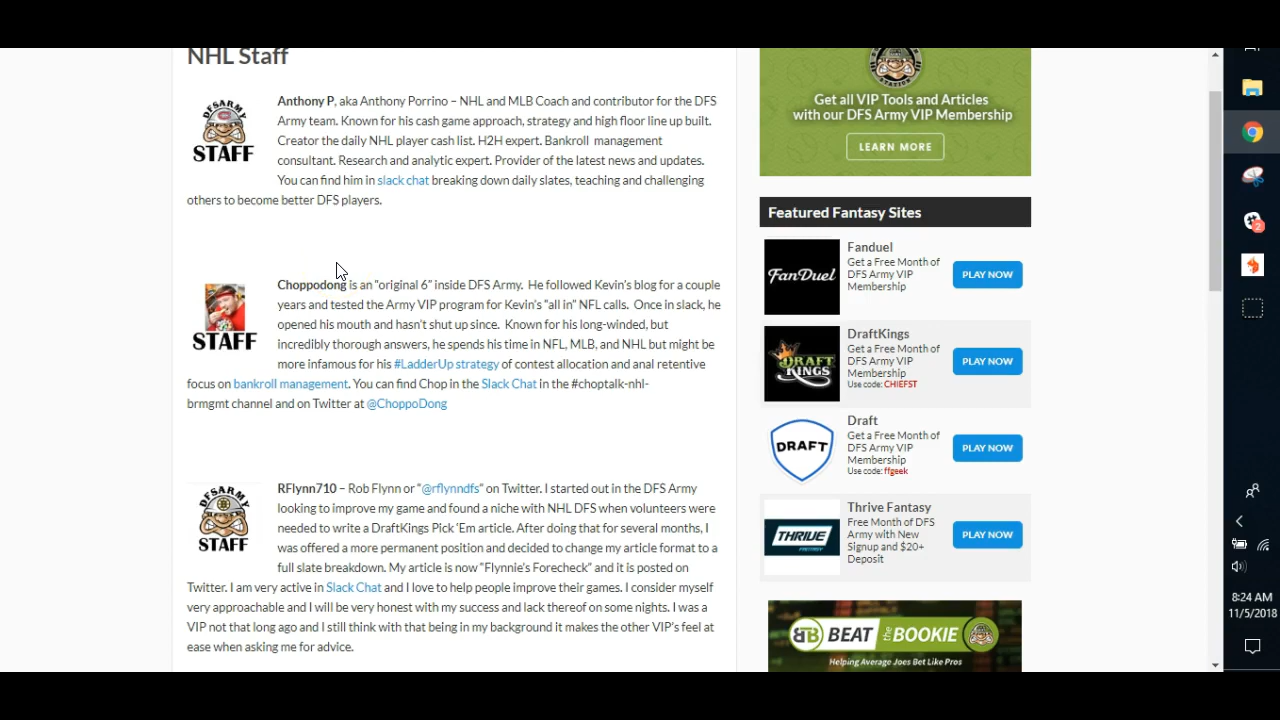 NHL Staff
DFSARMY
STAFF
Anthony P, aka Anthony Porrino – NHL and MLB Coach and contributor for the DFS
Army team. Known for his cash game approach, strategy and high floor line up built.
Creator the daily NHL player cash list. H2H expert. Bankroll management
consultant. Research and analytic expert. Provider of the latest news and updates.
You can find him in slack chat breaking down daily slates, teaching and challenging
others to become better DFS players.
STAFF
Choppodong is an "original 6" inside DFS Army. He followed Kevin's blog for a couple
years and tested the Army VIP program for Kevin's "all in" NFL calls. Once in slack, he
opened his mouth and hasn't shut up since. Known for his long-winded, but
incredibly thorough answers, he spends his time in NFL, MLB, and NHL but might be
more infamous for his #LadderUp strategy of contest allocation and anal retentive
focus on bankroll management. You can find Chop in the Slack Chat in the #choptalk-nhl-
brmgmt channel and on Twitter at @ChoppoDong
DFSARMY
STAFF
RFlynn710 – Rob Flynn or "@rflynndfs" on Twitter. I started out in the DFS Army
looking to improve my game and found a niche with NHL DFS when volunteers were
needed to write a DraftKings Pick 'Em article. After doing that for several months, I
was offered a more permanent position and decided to change my article format to a
full slate breakdown. My article is now "Flynnie's Forecheck" and it is posted on
Twitter. I am very active in Slack Chat and I love to help people improve their games. I consider myself
very approachable and I will be very honest with my success and lack thereof on some nights. I was a
VIP not that long ago and I still think with that being in my background it makes the other VIP's feel at
ease when asking me for advice.
Get all VIP Tools and Articles
with our DFS Army VIP Membership
LEARN MORE
Featured Fantasy Sites
FANDUEL
Fanduel
Get a Free Month of
DFS Army VIP
Membership
PLAY NOW
DRAFT
KINGS
DraftKings
Get a Free Month of
DFS Army VIP
Membership
Use code: CHIEFST
PLAY NOW
DRAFT
Draft
Get a Free Month of
DFS Army VIP
Membership
Use code: ffgeek
PLAY NOW
THRIVE
FANTASY
Thrive Fantasy
Free Month of DFS
Army with New
Signup and $20+
Deposit
PLAY NOW
BEAT the BOOKIE
Helping Average Joes Bet Like Pros
2
8:24 AM
11/5/2018